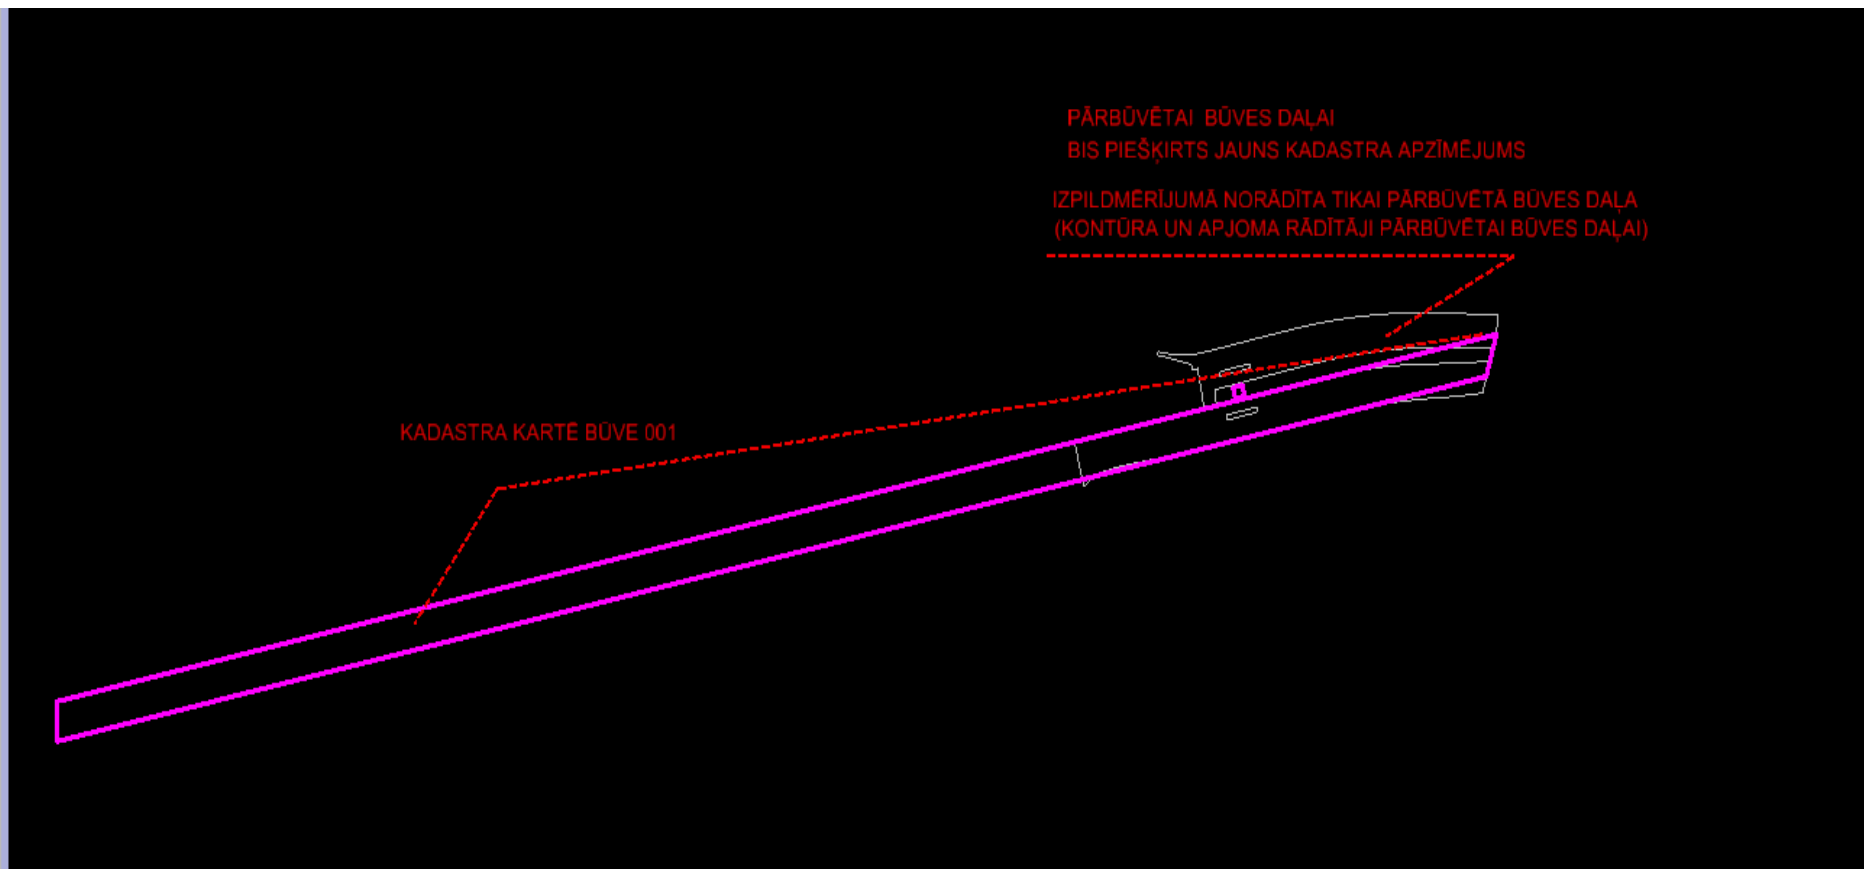 PĀRBŪVĒTAI BŪVES DAĻAI
BIS PIEŠĶIRTS JAUNS KADASTRA APZĪMĒJUMS
IZPILDMĒRĪJUMĀ NORĀDĪTA TIKAI PĀRBŪVĒTĀ BŪVES DAĻA
(KONTŪRA UN APJOMA RĀDĪTĀJI PĀRBŪVĒTAI BŪVES DAĻAI)
KADASTRA KARTĒ BŪVE 001